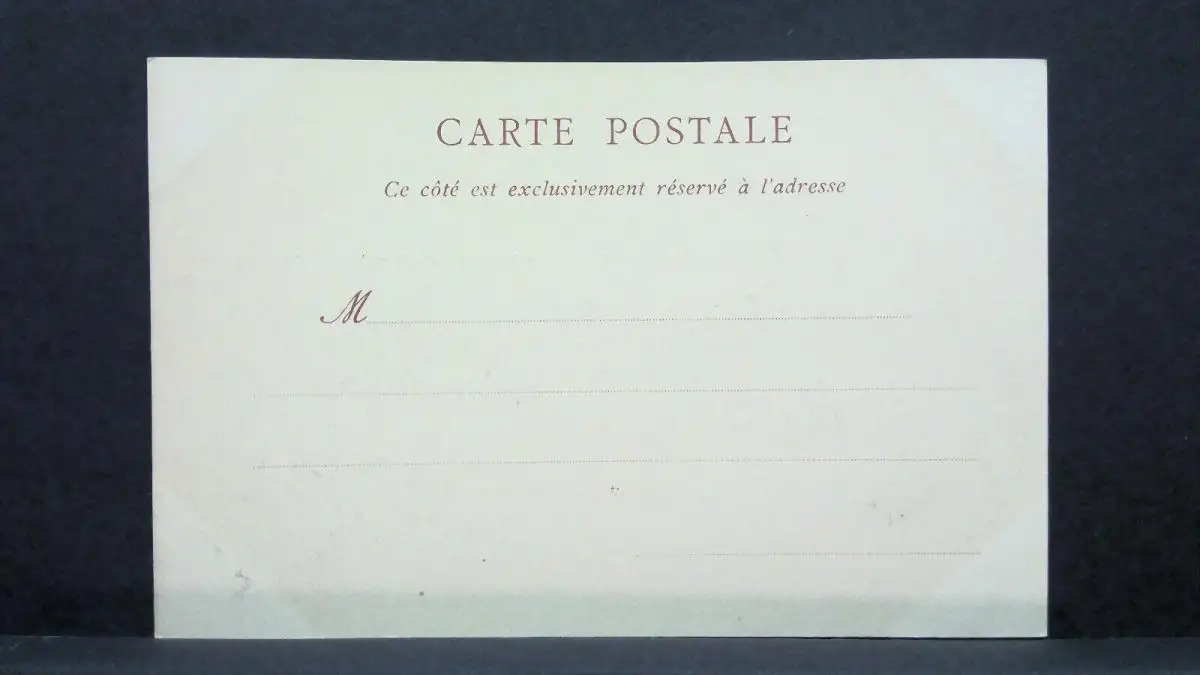 CARTE POSTALE
Ce côté est exclusivement réservé à l'adresse
M